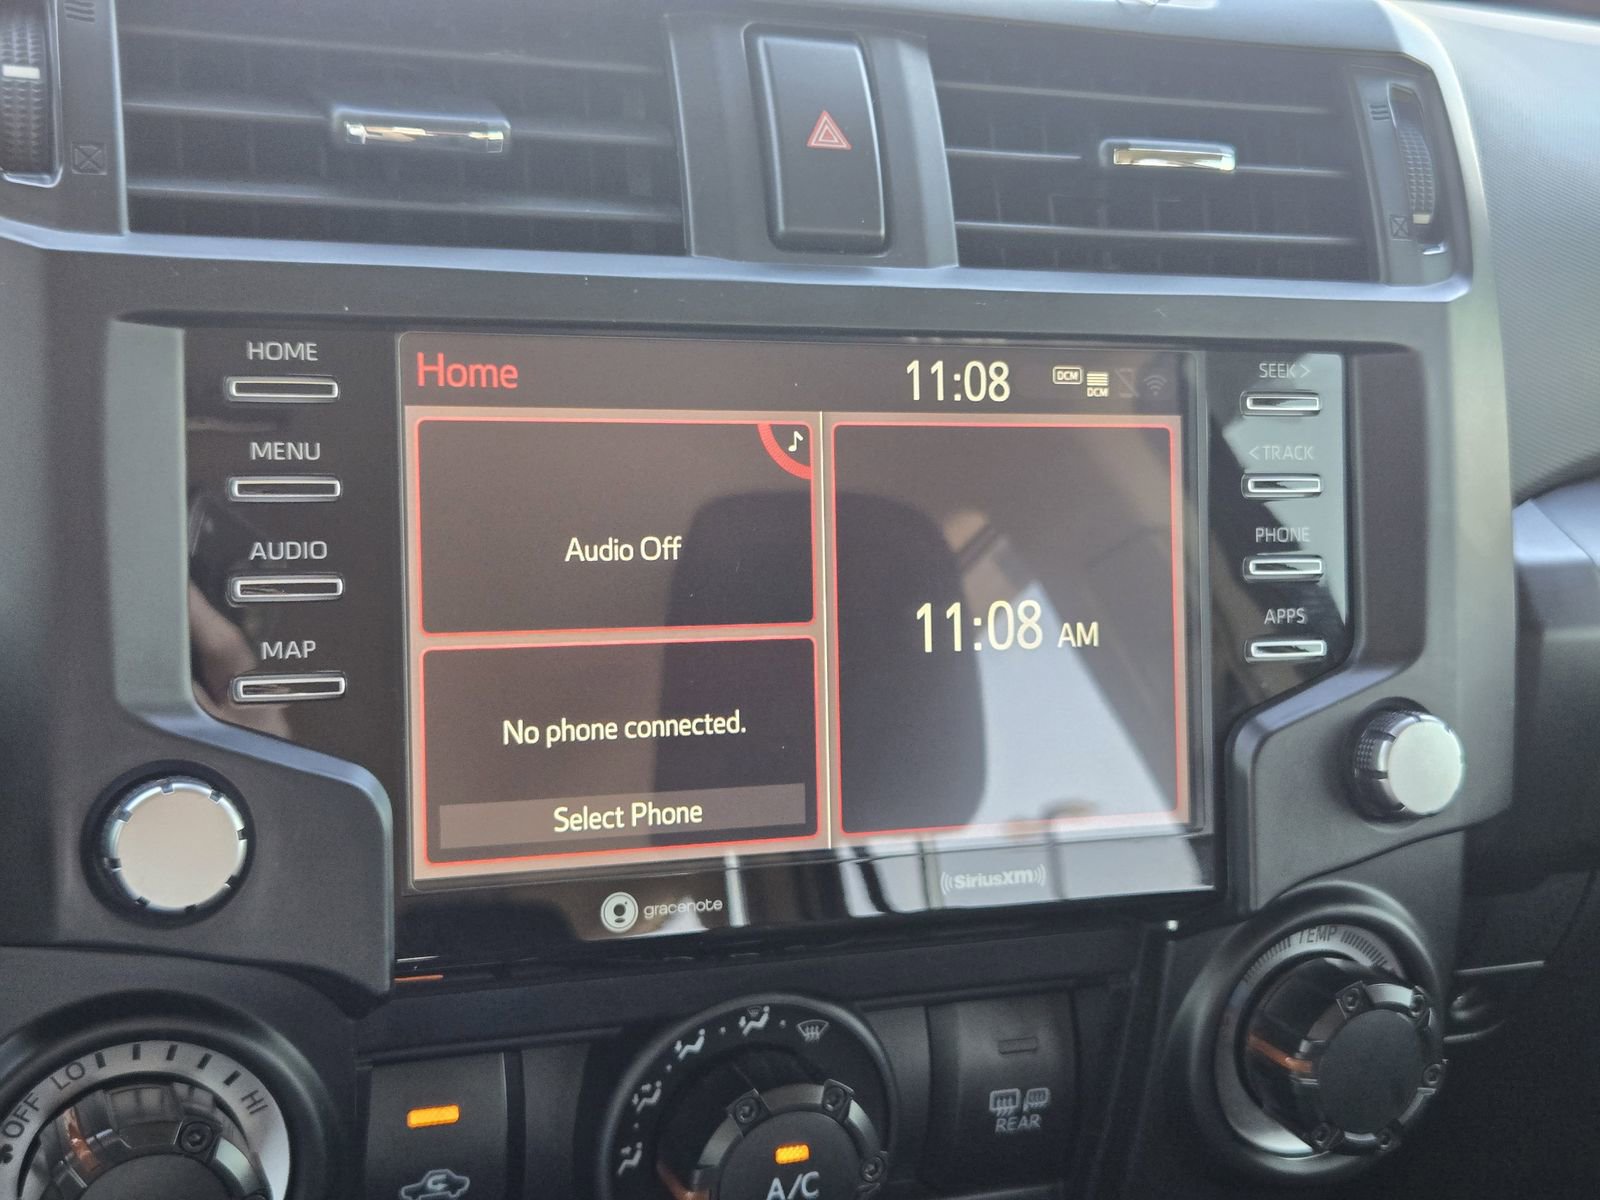 HOME
MENU
AUDIO
MAP
Home
11:08
DCM
DCM
Audio Off
No phone connected.
Select Phone
11:08 AM
SEEK >
< TRACK
PHONE
APPS
gracenote
((SiriusXM))
OFF LO HI
A/C
REAR
TEMP